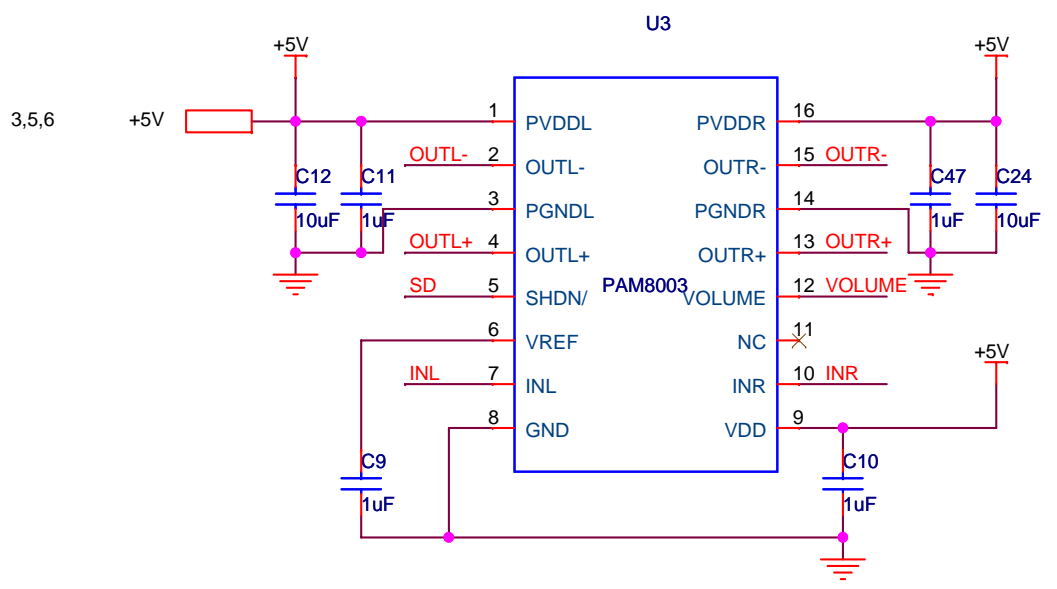 U3
+5V
+5V
3,5,6
+5V
1
PVDDL
PVDDR
16
OUTL-
2
OUTL-
OUTR-
15
OUTR-
C12
C11
C47
C24
10uF
1uF
3
PGNDL
PGNDR
14
1uF
10uF
OUTL+
4
OUTL+
OUTR+
13
OUTR+
SD
5
SHDN/
PAM8003
VOLUME
12
VOLUME
6
VREF
NC
11
+5V
INL
7
INL
INR
10
INR
8
GND
VDD
9
C9
C10
1uF
1uF